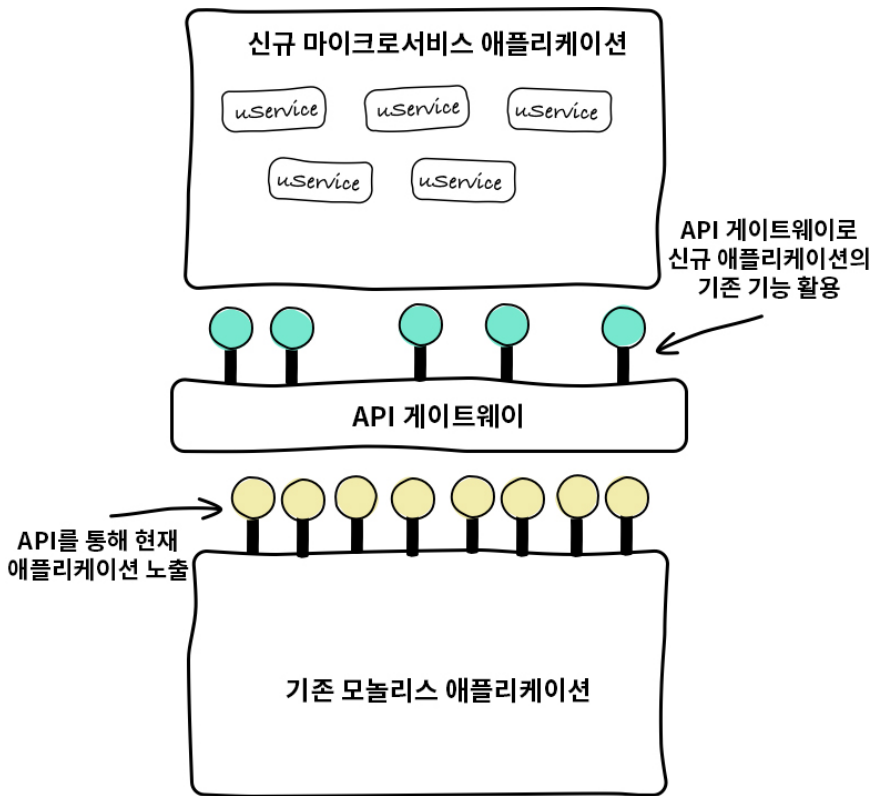 신규 마이크로서비스 애플리케이션
uService
uService
uService
uService
uService
API 게이트웨이로
신규 애플리케이션의
기존 기능 활용
API 게이트웨이
API를 통해 현재
애플리케이션 노출
기존 모놀리스 애플리케이션